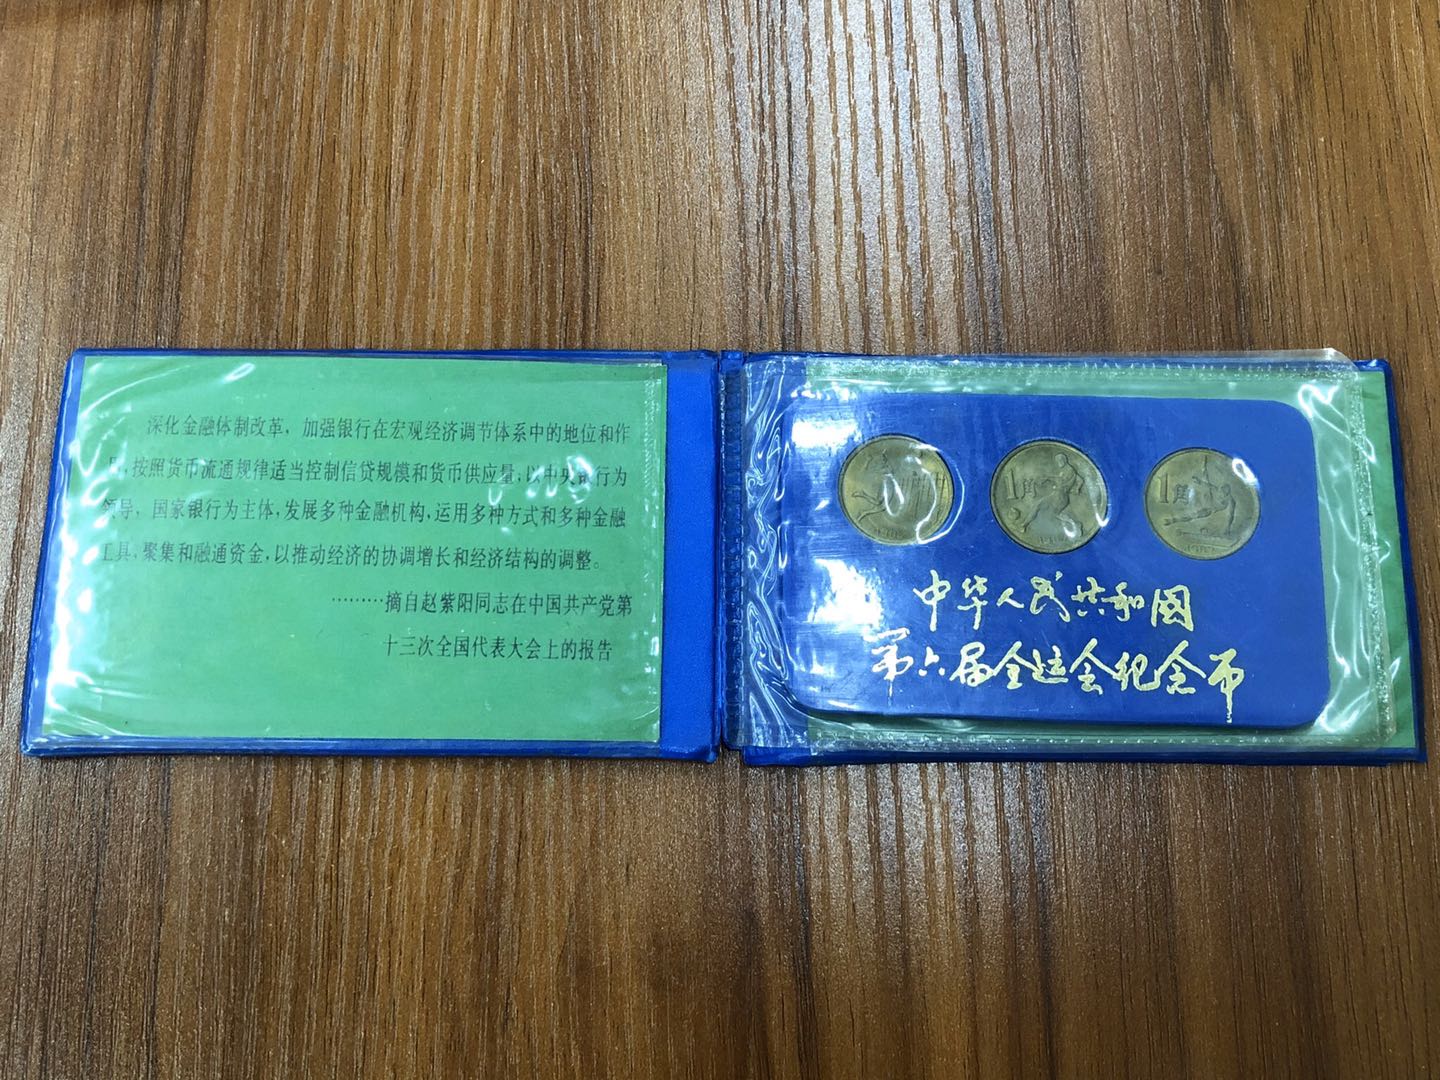 深化金融体制改革，加强银行在宏观经济调节体系中的地位和作
，按照货币流通规律适当控制信贷规模和货币供应量；以中央银行为
领导，国家银行为主体，发展多种金融机构，运用多种方式和多种金融
工具，聚集和融通资金，以推动经济的协调增长和经济结构的调整。
………摘自赵紫阳同志在中国共产党第
十三次全国代表大会上的报告
1角
1角
中华人民共和国
第六届全运会纪念币